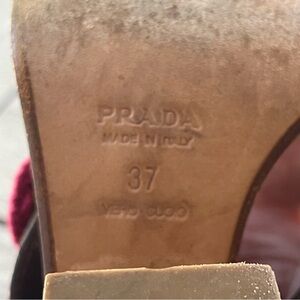 PRADA
MADE IN ITALY
37
VERO CUOIO